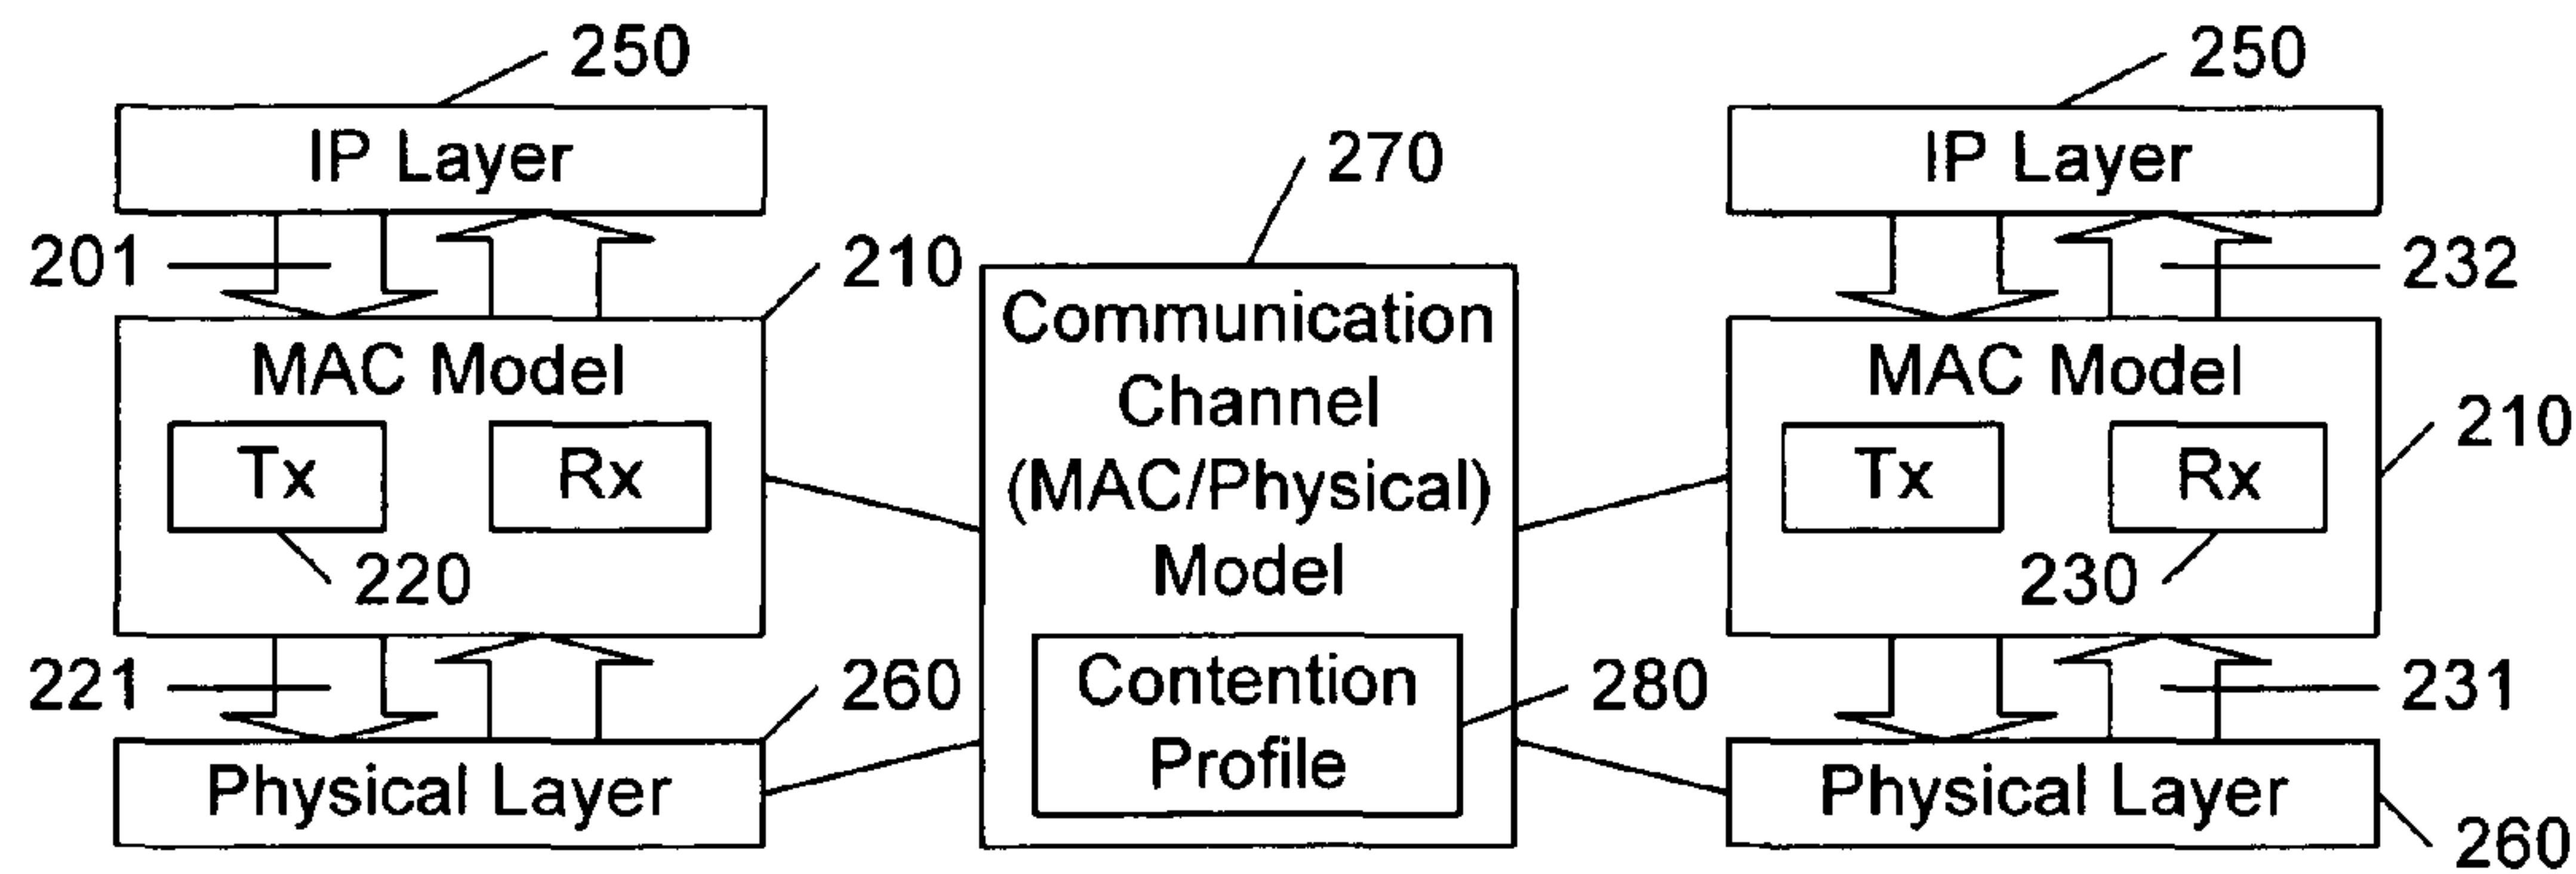 250
IP Layer
201
210
MAC Model
Tx
Rx
220
221
260
Physical Layer
270
Communication
Channel
(MAC/Physical)
Model
Contention
Profile
280
250
IP Layer
232
MAC Model
210
Tx
Rx
230
231
Physical Layer
260